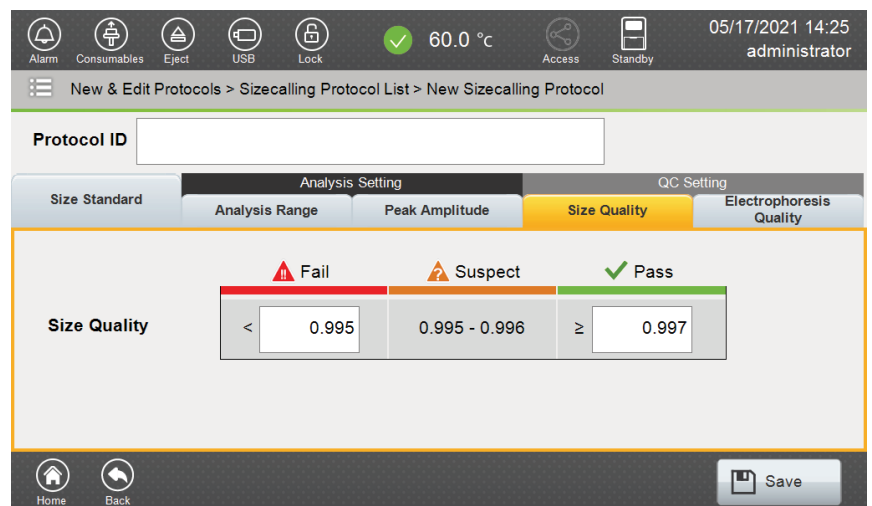 Alarm Consumables Eject USB Lock 60.0 °c Access Standby 05/17/2021 14:25
administrator
New & Edit Protocols > Sizecalling Protocol List > New Sizecalling Protocol
Protocol ID
Size Standard
Analysis Setting
Analysis Range Peak Amplitude
QC Setting
Size Quality Electrophoresis
Quality
Fail Suspect Pass
Size Quality < 0.995 0.995 - 0.996 ≥ 0.997
Home Back Save